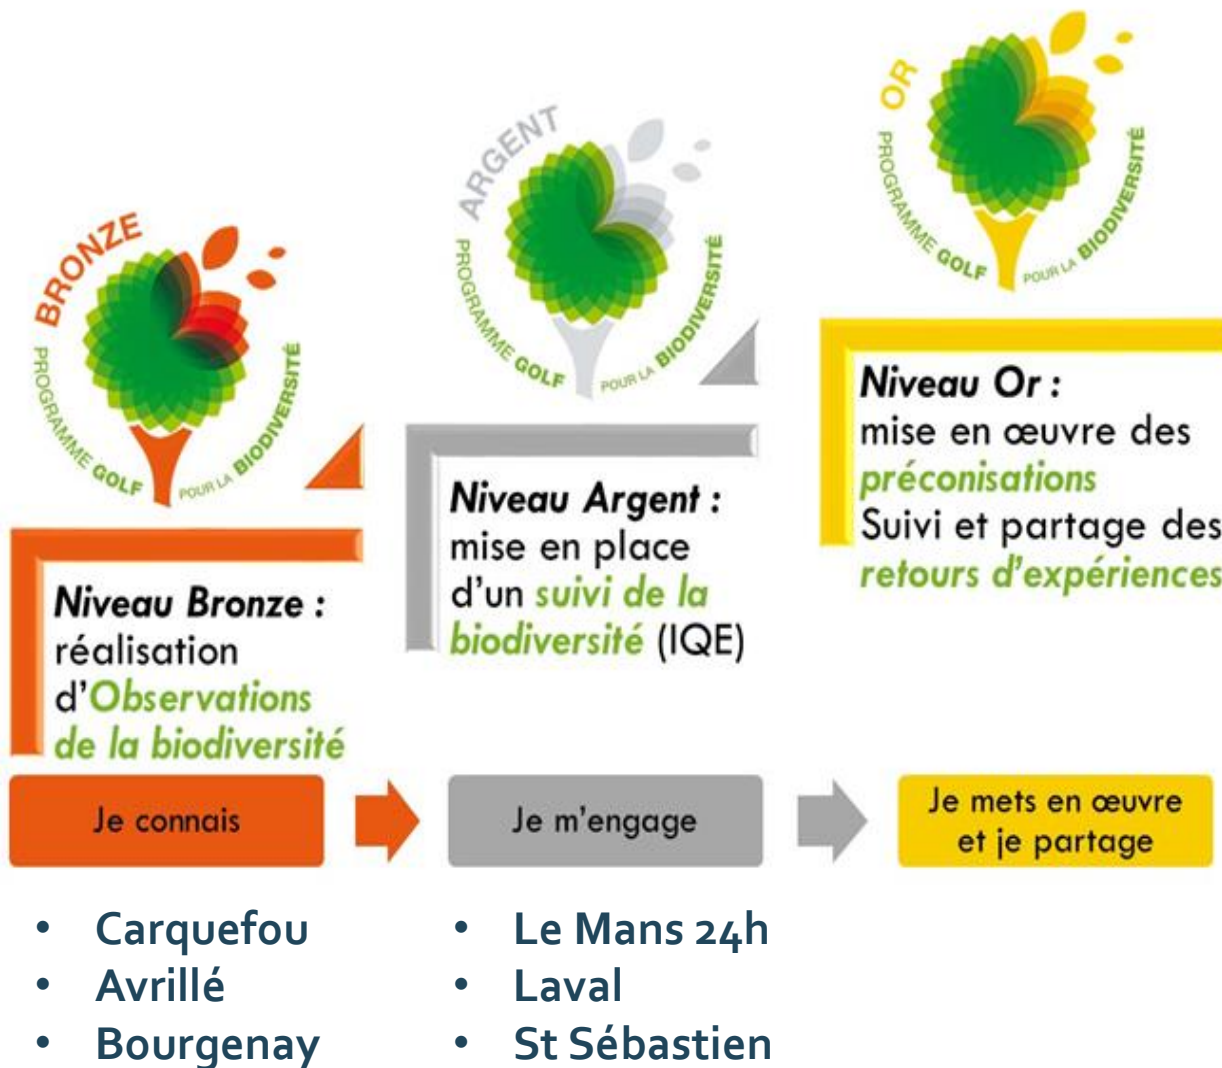 BRONZE
PROGRAMME GOLF POUR LA BIODIVERSITÉ
Niveau Bronze :
réalisation
d'Observations
de la biodiversité
ARGENT
PROGRAMME GOLF POUR LA BIODIVERSITÉ
Niveau Argent :
mise en place
d'un suivi de la
biodiversité (IQE)
OR
PROGRAMME GOLF POUR LA BIODIVERSITÉ
Niveau Or :
mise en œuvre des
préconisations
Suivi et partage des
retours d'expériences
Je connais
Je m'engage
Je mets en œuvre
et je partage
• Carquefou
• Avrillé
• Bourgenay
• Le Mans 24h
• Laval
• St Sébastien